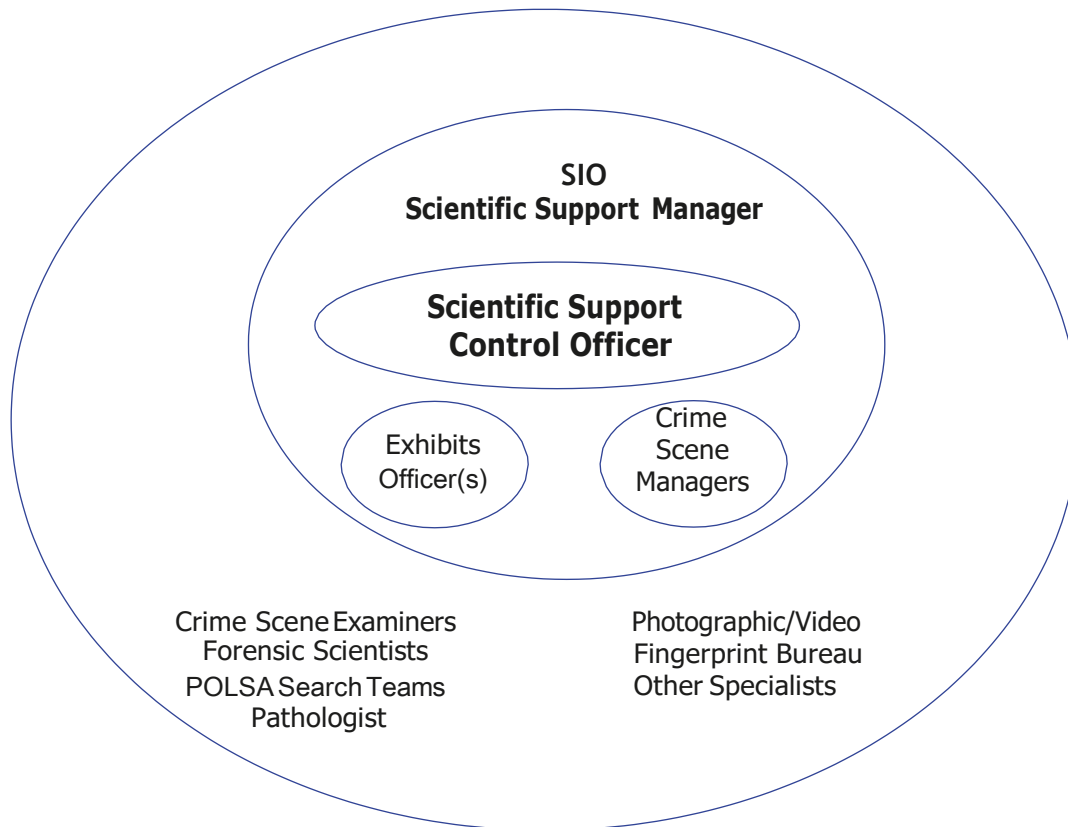 SIO
Scientific Support Manager
Scientific Support
Control Officer
Exhibits
Officer(s)
Crime
Scene
Managers
Crime Scene Examiners
Forensic Scientists
POLSA Search Teams
Pathologist
Photographic/Video
Fingerprint Bureau
Other Specialists